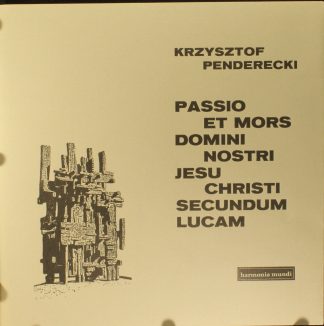 KRZYSZTOF
PENDERECKI
PASSIO
ET MORS
DOMINI
NOSTRI
JESU
CHRISTI
SECUNDUM
LUCAM
harmonia mundi